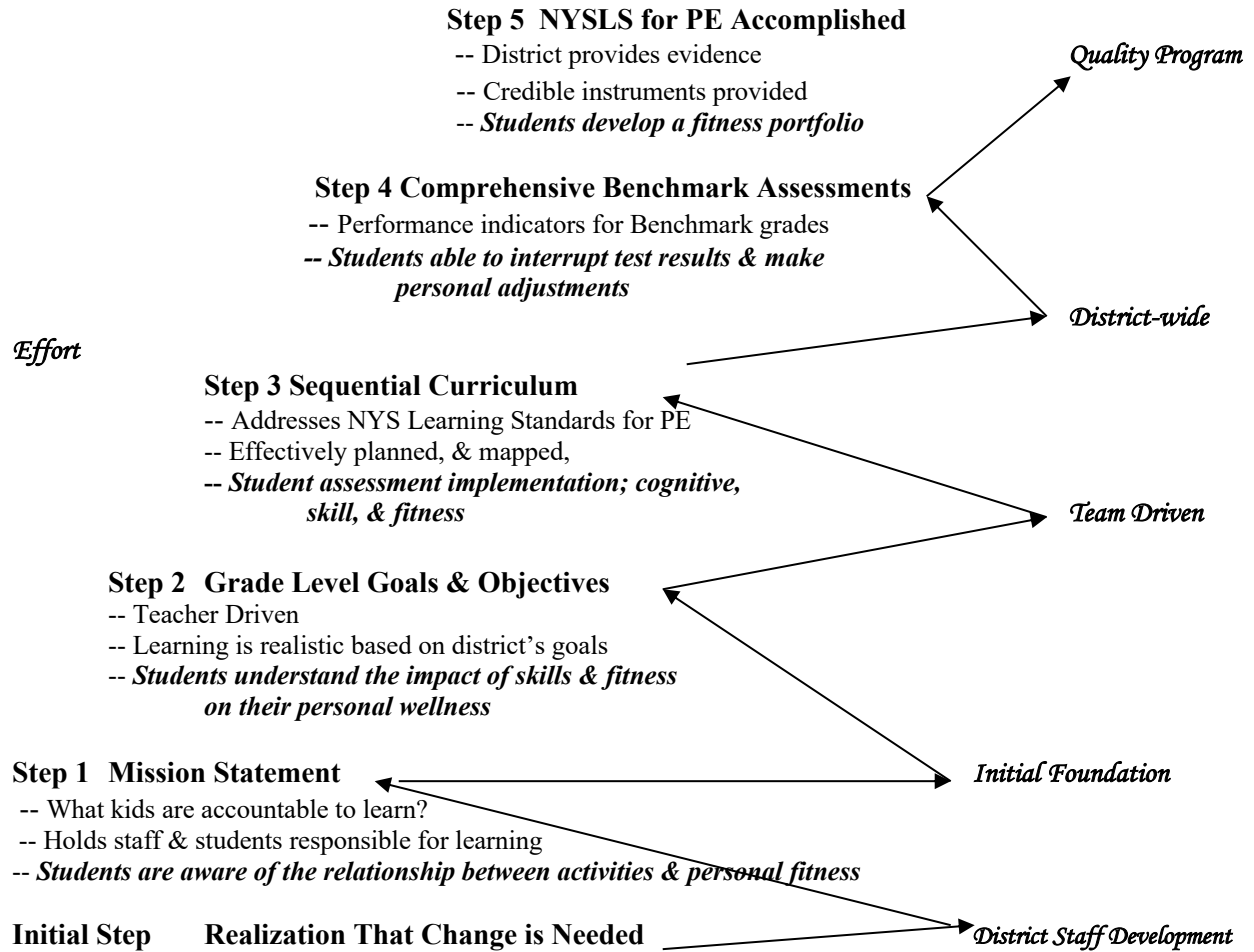 Step 5 NYSLS for PE Accomplished
-- District provides evidence
Quality Program
-- Credible instruments provided
-- Students develop a fitness portfolio
Step 4 Comprehensive Benchmark Assessments
-- Performance indicators for Benchmark grades
-- Students able to interrupt test results & make
personal adjustments
District-wide
Effort
Step 3 Sequential Curriculum
-- Addresses NYS Learning Standards for PE
-- Effectively planned, & mapped,
-- Student assessment implementation; cognitive,
skill, & fitness
Team Driven
Step 2 Grade Level Goals & Objectives
-- Teacher Driven
-- Learning is realistic based on district’s goals
-- Students understand the impact of skills & fitness
on their personal wellness
Step 1 Mission Statement
Initial Foundation
-- What kids are accountable to learn?
-- Holds staff & students responsible for learning
-- Students are aware of the relationship between activities & personal fitness
Initial Step Realization That Change is Needed
District Staff Development